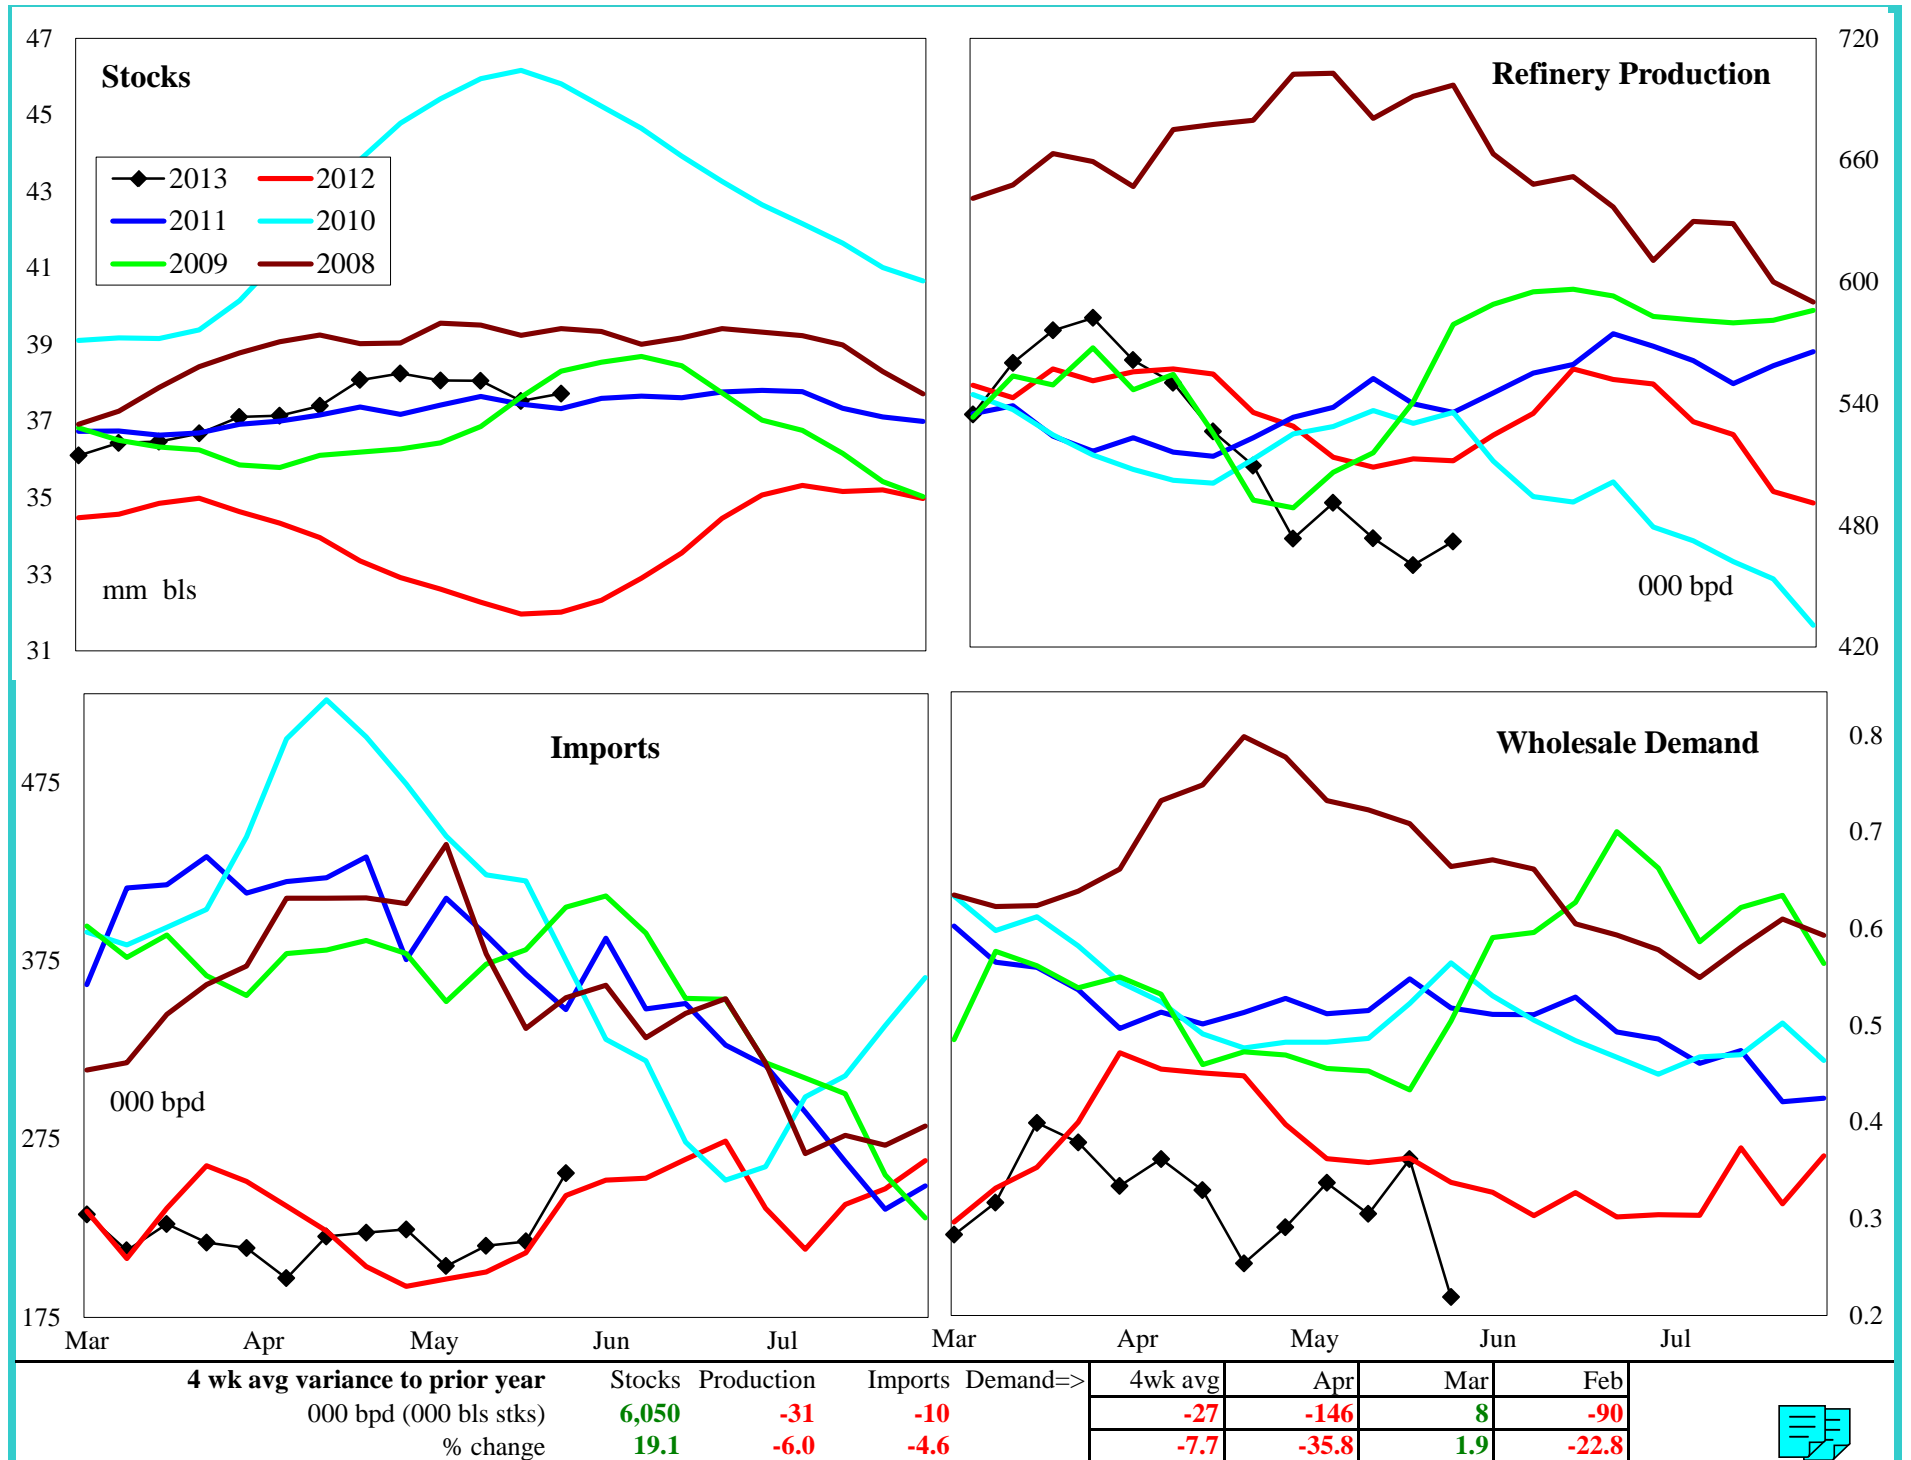 Stocks
47
45
43
41
39
37
35
33
31
2013 2012
2011 2010
2009 2008
mm bls
Refinery Production
720
660
600
540
480
420
000 bpd
Imports
475
375
275
175
000 bpd
Mar Apr May Jun Jul
Wholesale Demand
0.8
0.7
0.6
0.5
0.4
0.3
0.2
Mar Apr May Jun Jul
4 wk avg variance to prior year Stocks Production Imports Demand=> 4wk avg Apr Mar Feb
000 bpd (000 bls stks) 6,050 -31 -10 -27 -146 8 -90
% change 19.1 -6.0 -4.6 -7.7 -35.8 1.9 -22.8